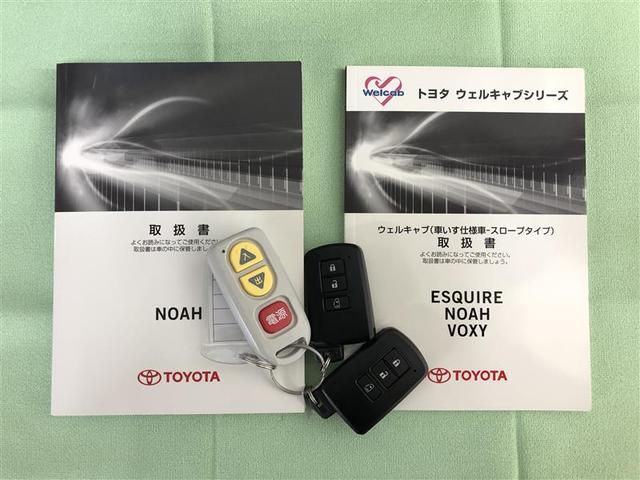 取扱書
よくお読みになってご使用ください。
取扱書は車の中に保管しましょう。
NOAH
TOYOTA
Welcab
トヨタ ウェルキャブシリーズ
ウェルキャブ(車いす仕様車-スロープタイプ)
取扱書
よくお読みになってご使用ください。
取扱書は車の中に保管しましょう。
ESQUIRE
NOAH
VOXY
TOYOTA
電源